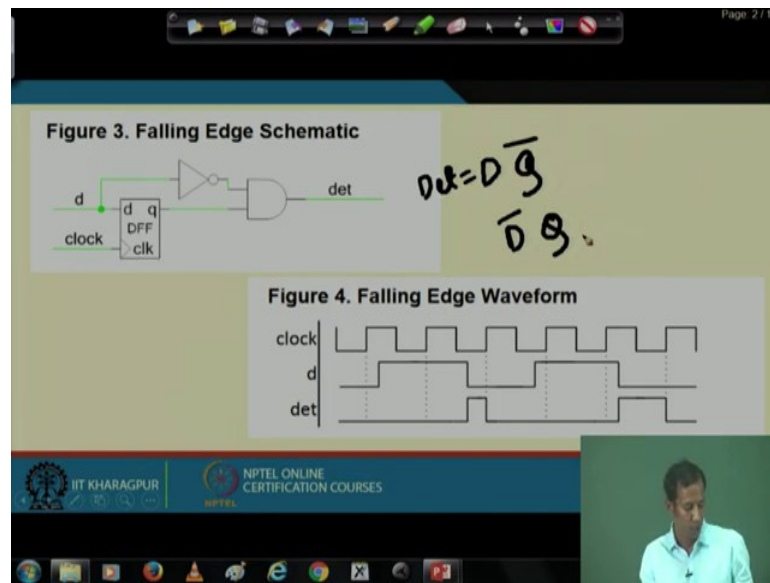 Page: 2 / 1
Figure 3. Falling Edge Schematic
d
clock
d q
DFF
clk
det
Det = D Q̅
D̅ Q
Figure 4. Falling Edge Waveform
clock
d
det
IIT KHARAGPUR
NPTEL
NPTEL ONLINE
CERTIFICATION COURSES